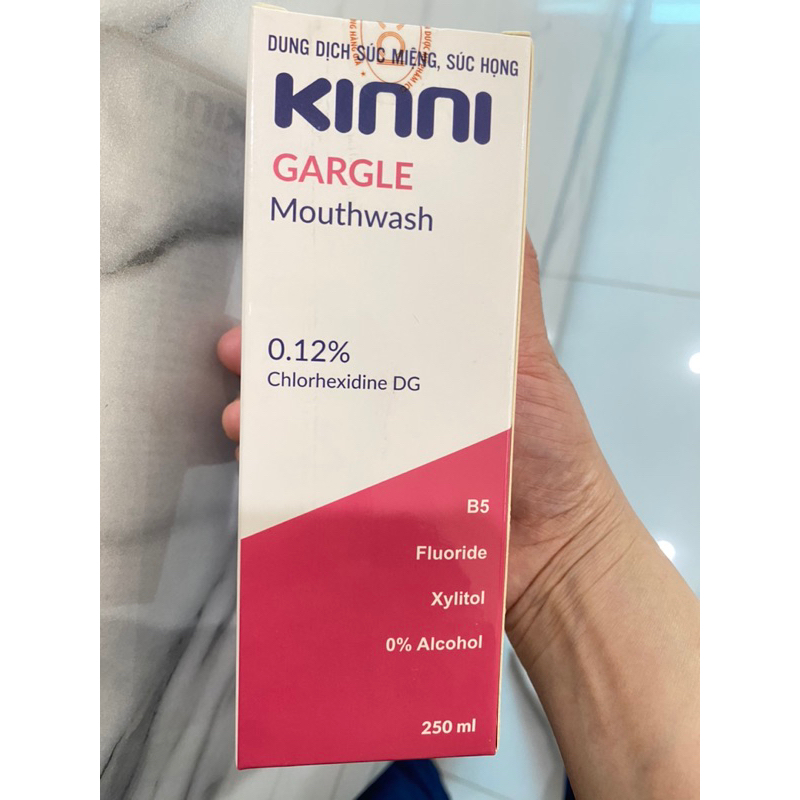 DUNG DỊCH SÚC MIỆNG, SÚC HỌNG
KINNI
GARGLE
Mouthwash
0.12%
Chlorhexidine DG
B5
Fluoride
Xylitol
0% Alcohol
250 ml